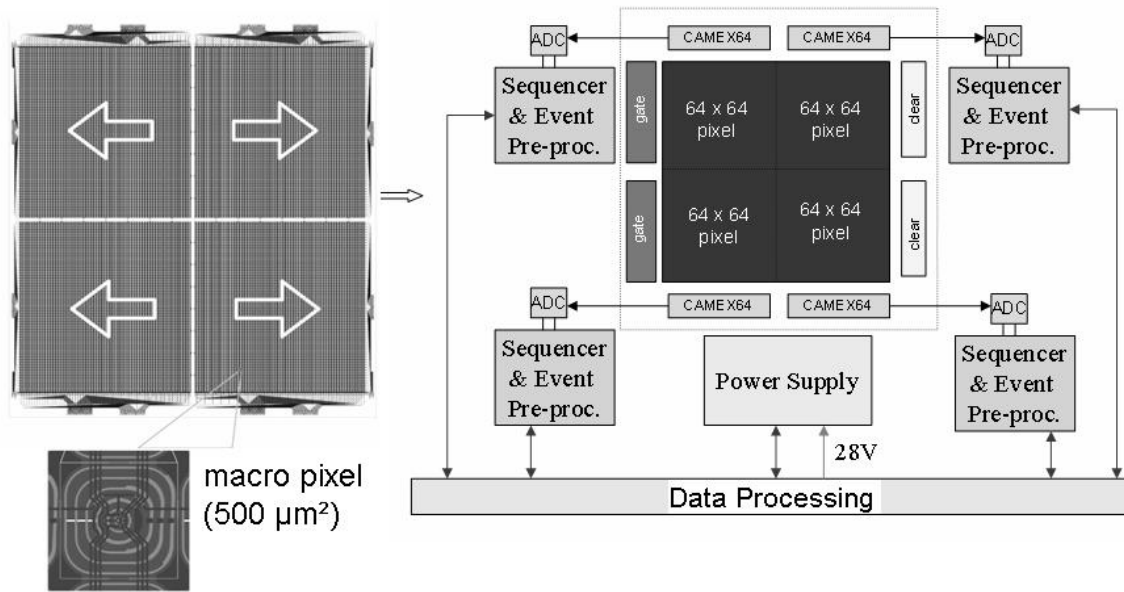 ADC
CAMEX64
CAMEX64
ADC
Sequencer
& Event
Pre-proc.
gate
64 x 64
pixel
64 x 64
pixel
clear
Sequencer
& Event
Pre-proc.
gate
64 x 64
pixel
64 x 64
pixel
clear
ADC
CAMEX64
CAMEX64
ADC
Sequencer
& Event
Pre-proc.
Power Supply
Sequencer
& Event
Pre-proc.
28V
macro pixel
(500 µm²)
Data Processing